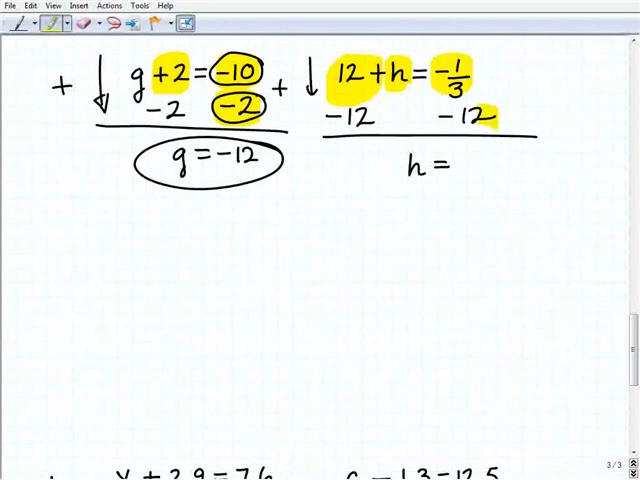 File Edit View Insert Actions Tools Help
+ ↓ g + 2 = -10
-2 -2
g = -12
+ ↓ 12 + h = -1/3
-12 -12
h =
3 / 3